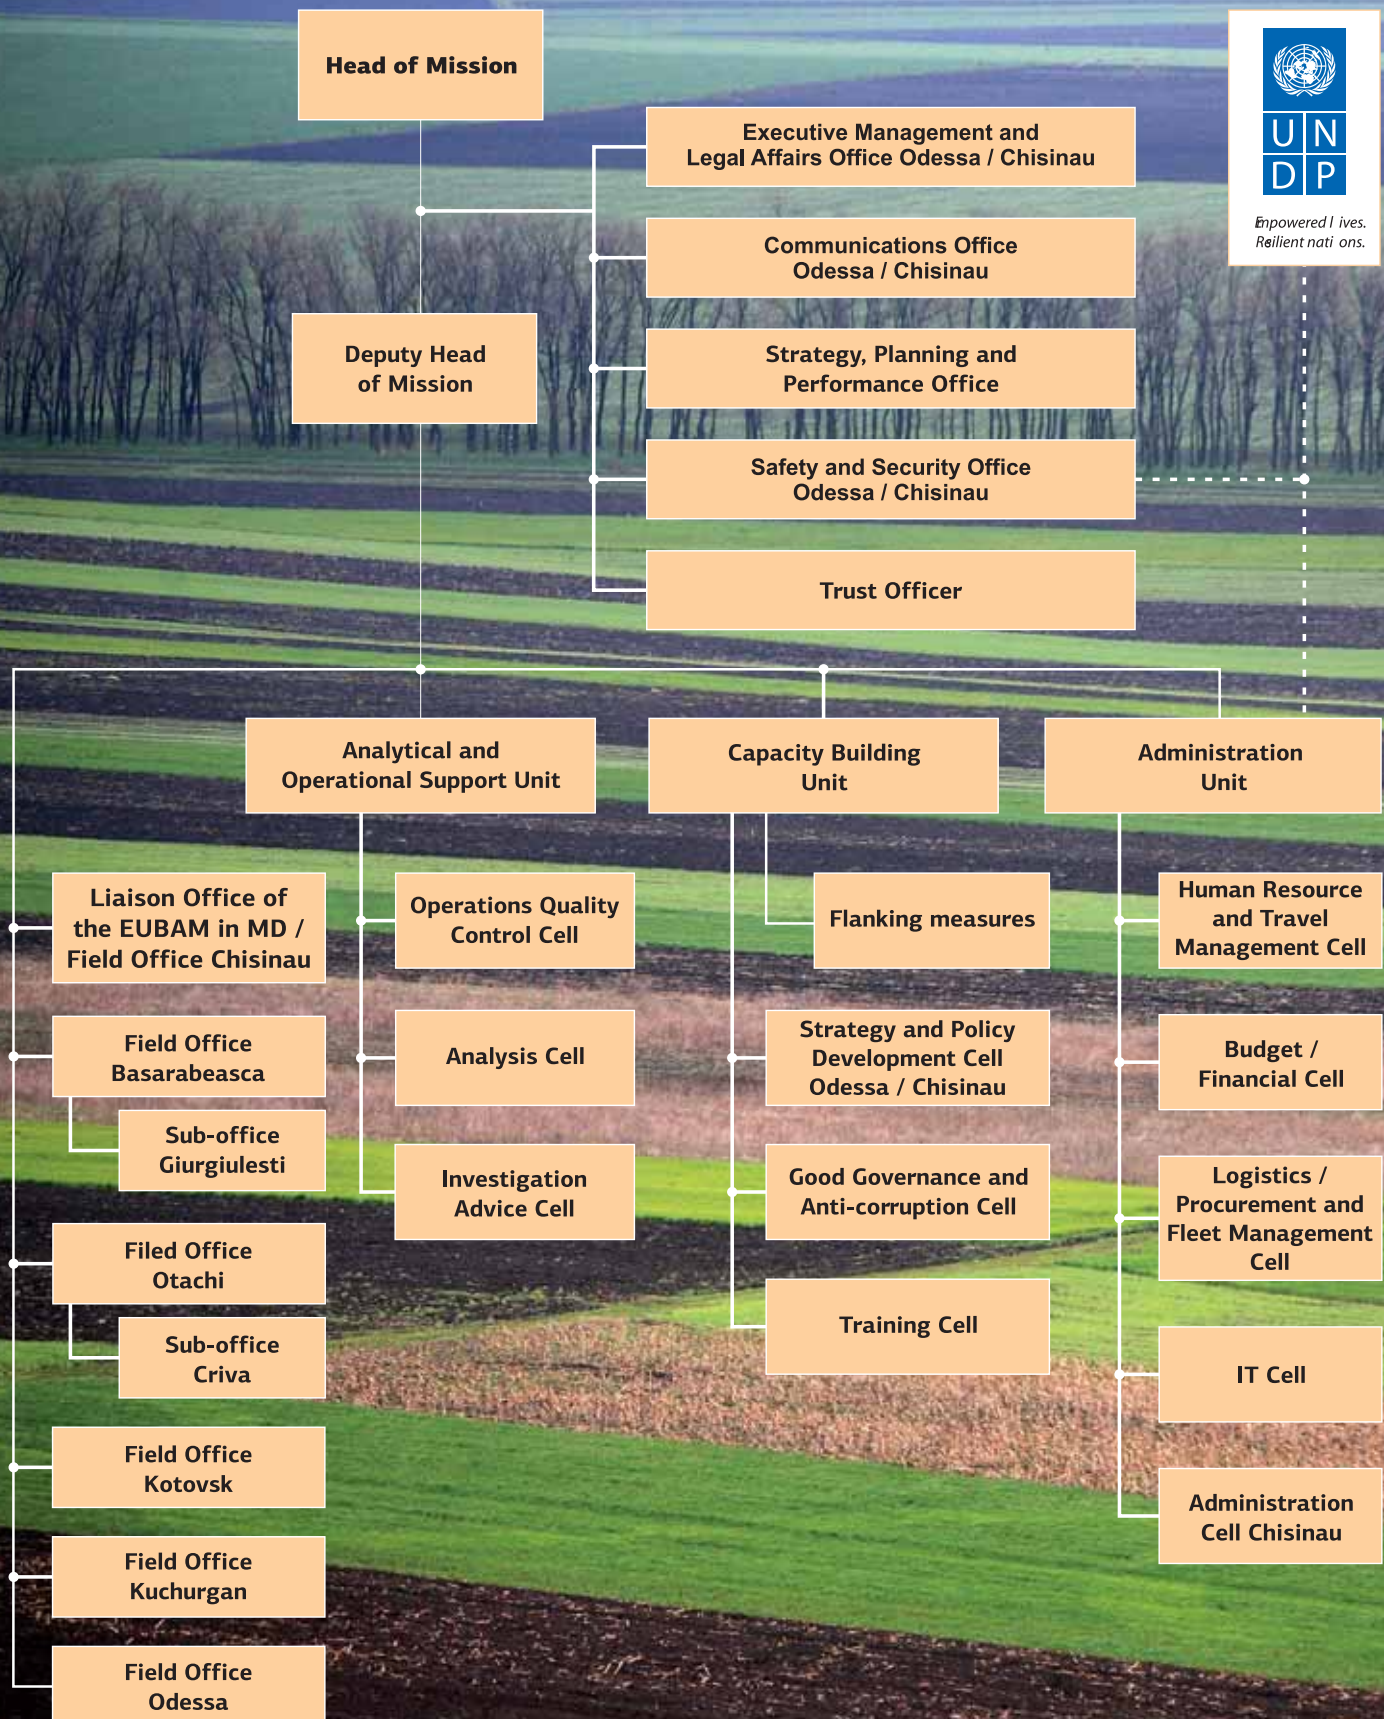 Head of Mission
Executive Management and
Legal Affairs Office Odessa / Chisinau
UN
DP
Empowered l ives.
Resilient nati ons.
Communications Office
Odessa / Chisinau
Deputy Head
of Mission
Strategy, Planning and
Performance Office
Safety and Security Office
Odessa / Chisinau
Trust Officer
Analytical and
Operational Support Unit
Capacity Building
Unit
Administration
Unit
Liaison Office of
the EUBAM in MD /
Field Office Chisinau
Field Office
Basarabeasca
Sub-office
Giurgiulesti
Filed Office
Otachi
Sub-office
Criva
Field Office
Kotovsk
Field Office
Kuchurgan
Field Office
Odessa
Operations Quality
Control Cell
Analysis Cell
Investigation
Advice Cell
Flanking measures
Strategy and Policy
Development Cell
Odessa / Chisinau
Good Governance and
Anti-corruption Cell
Training Cell
Human Resource
and Travel
Management Cell
Budget /
Financial Cell
Logistics /
Procurement and
Fleet Management
Cell
IT Cell
Administration
Cell Chisinau